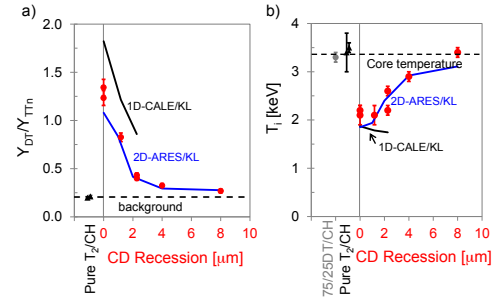 a)
Y_DT/Y_TTn
2.0
1.5
1.0
0.5
0.0
1D-CALE/KL
2D-ARES/KL
background
0 2 4 6 8 10
Pure T₂/CH
CD Recession [μm]
b)
T_i [keV]
4
3
2
1
0
Core temperature
2D-ARES/KL
1D-CALE/KL
0 2 4 6 8 10
75/25DT/CH
Pure T₂/CH
CD Recession [μm]